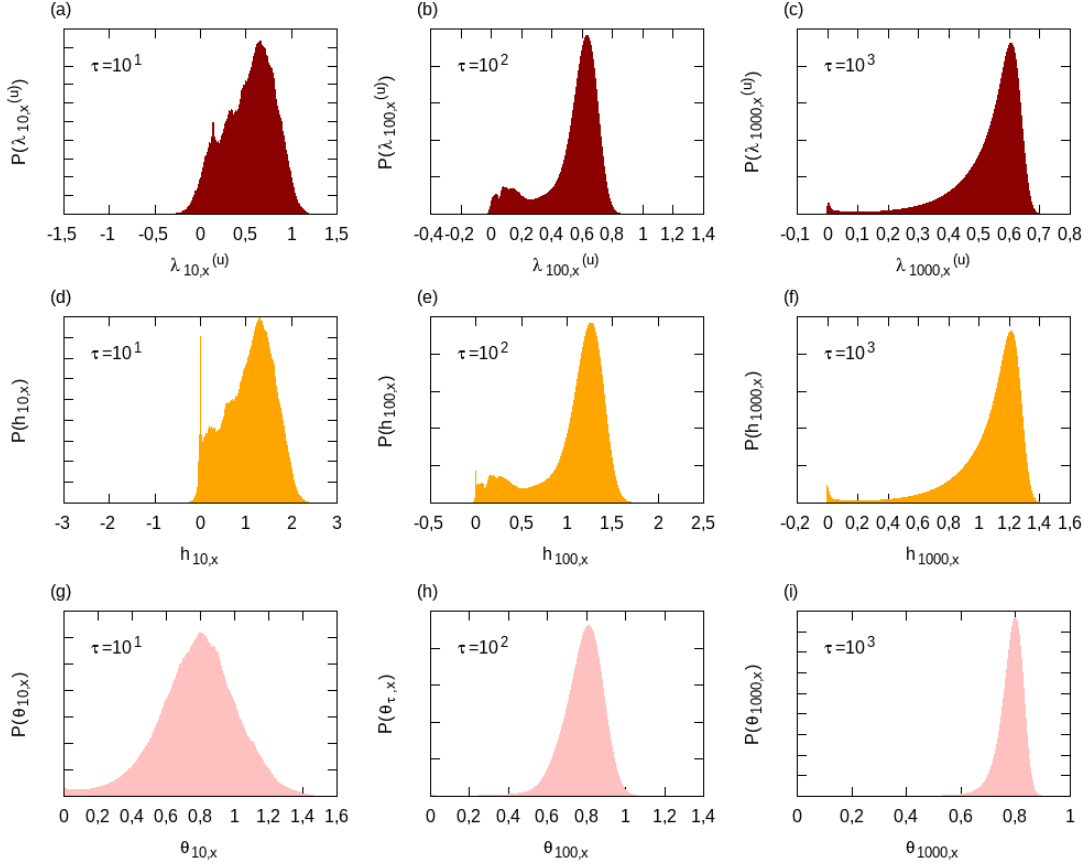 (a)
P(λ10,x(u))
τ=10¹
-1,5 -1 -0,5 0 0,5 1 1,5
λ10,x(u)
(b)
P(λ100,x(u))
τ=10²
-0,4 -0,2 0 0,2 0,4 0,6 0,8 1 1,2 1,4
λ100,x(u)
(c)
P(λ1000,x(u))
τ=10³
-0,1 0 0,1 0,2 0,3 0,4 0,5 0,6 0,7 0,8
λ1000,x(u)
(d)
P(h10,x)
τ=10¹
-3 -2 -1 0 1 2 3
h10,x
(e)
P(h100,x)
τ=10²
-0,5 0 0,5 1 1,5 2 2,5
h100,x
(f)
P(h1000,x)
τ=10³
-0,2 0 0,2 0,4 0,6 0,8 1 1,2 1,4 1,6
h1000,x
(g)
P(θ10,x)
τ=10¹
0 0,2 0,4 0,6 0,8 1 1,2 1,4 1,6
θ10,x
(h)
P(θτ,x)
τ=10²
0 0,2 0,4 0,6 0,8 1 1,2 1,4
θ100,x
(i)
P(θ1000,x)
τ=10³
0 0,2 0,4 0,6 0,8 1
θ1000,x